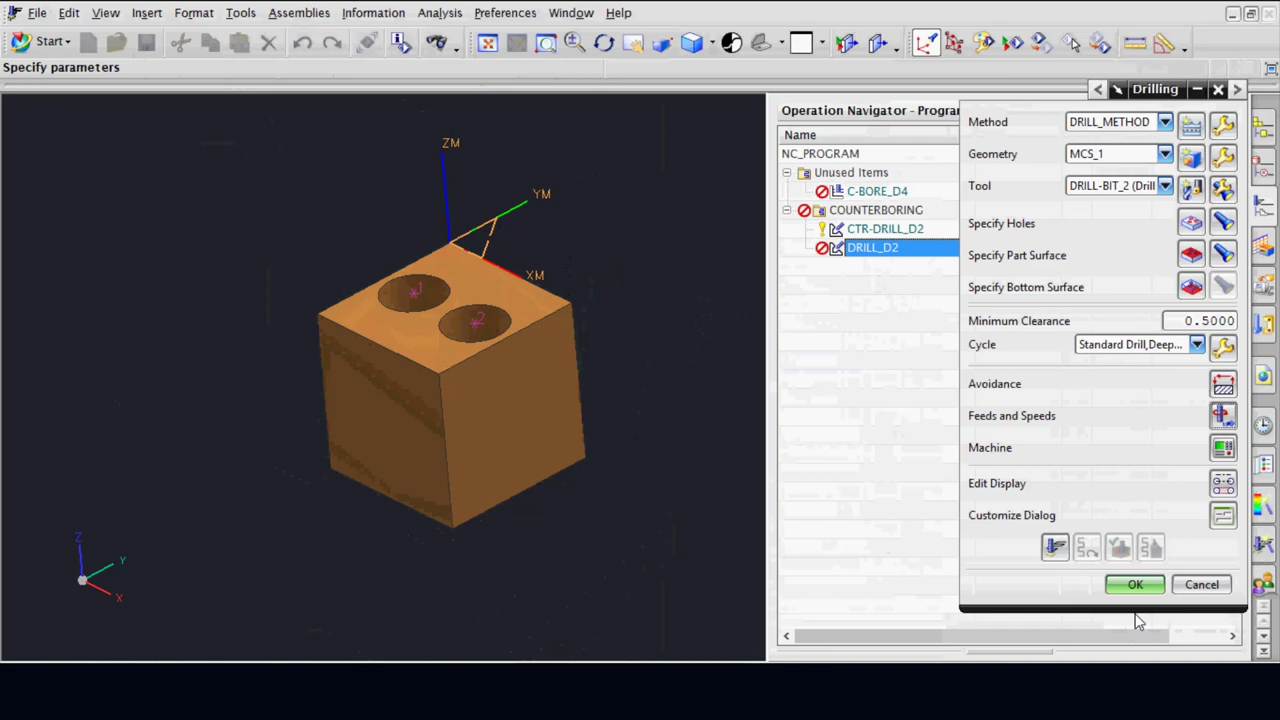 File Edit View Insert Format Tools Assemblies Information Analysis Preferences Window Help
Start
Specify parameters
Drilling
Operation Navigator - Program
Name
NC_PROGRAM
Unused Items
C-BORE_D4
COUNTERBORING
CTR-DRILL_D2
DRILL_D2
Method DRILL_METHOD
Geometry MCS_1
Tool DRILL-BIT_2 (Drill
Specify Holes
Specify Part Surface
Specify Bottom Surface
Minimum Clearance 0.5000
Cycle Standard Drill,Deep...
Avoidance
Feeds and Speeds
Machine
Edit Display
Customize Dialog
OK Cancel
ZM
YM
XM
1
2
Z
Y
X